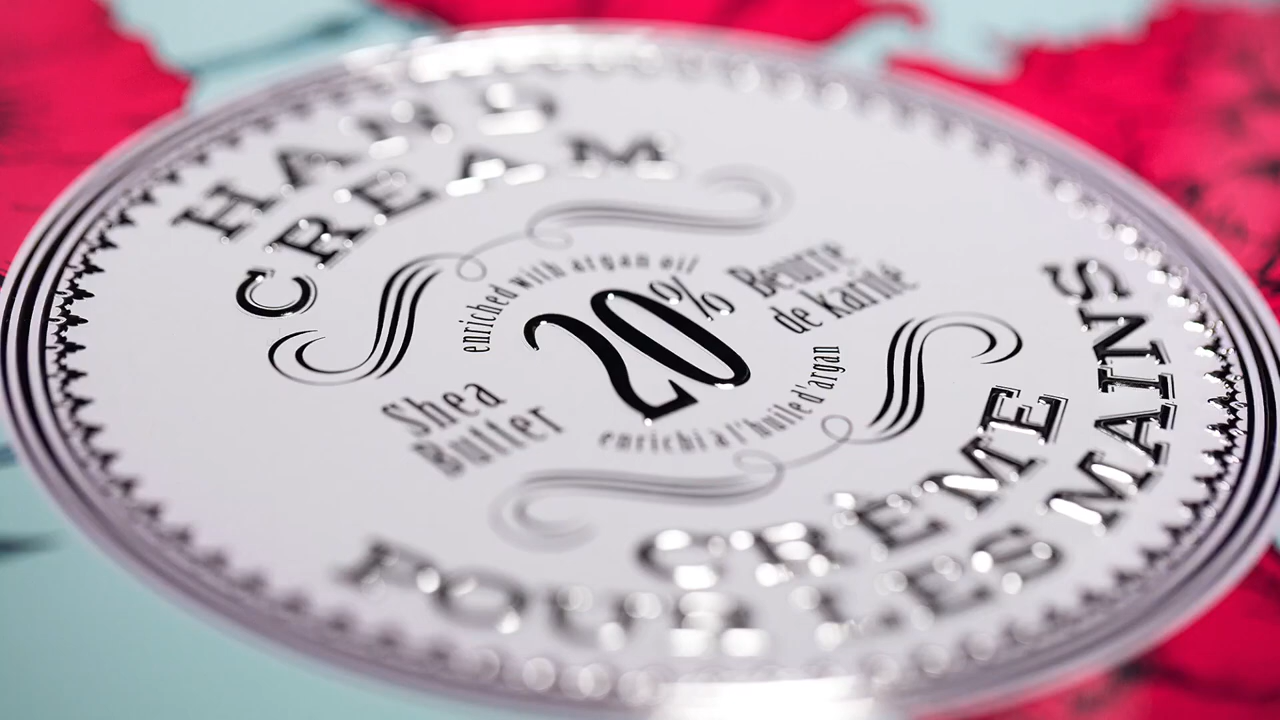 HAND
CREAM
enriched with argan oil
20%
Shea
Butter
Beurre
de karité
enrichi à l'huile d'argan
CRÈME
POUR LES MAINS